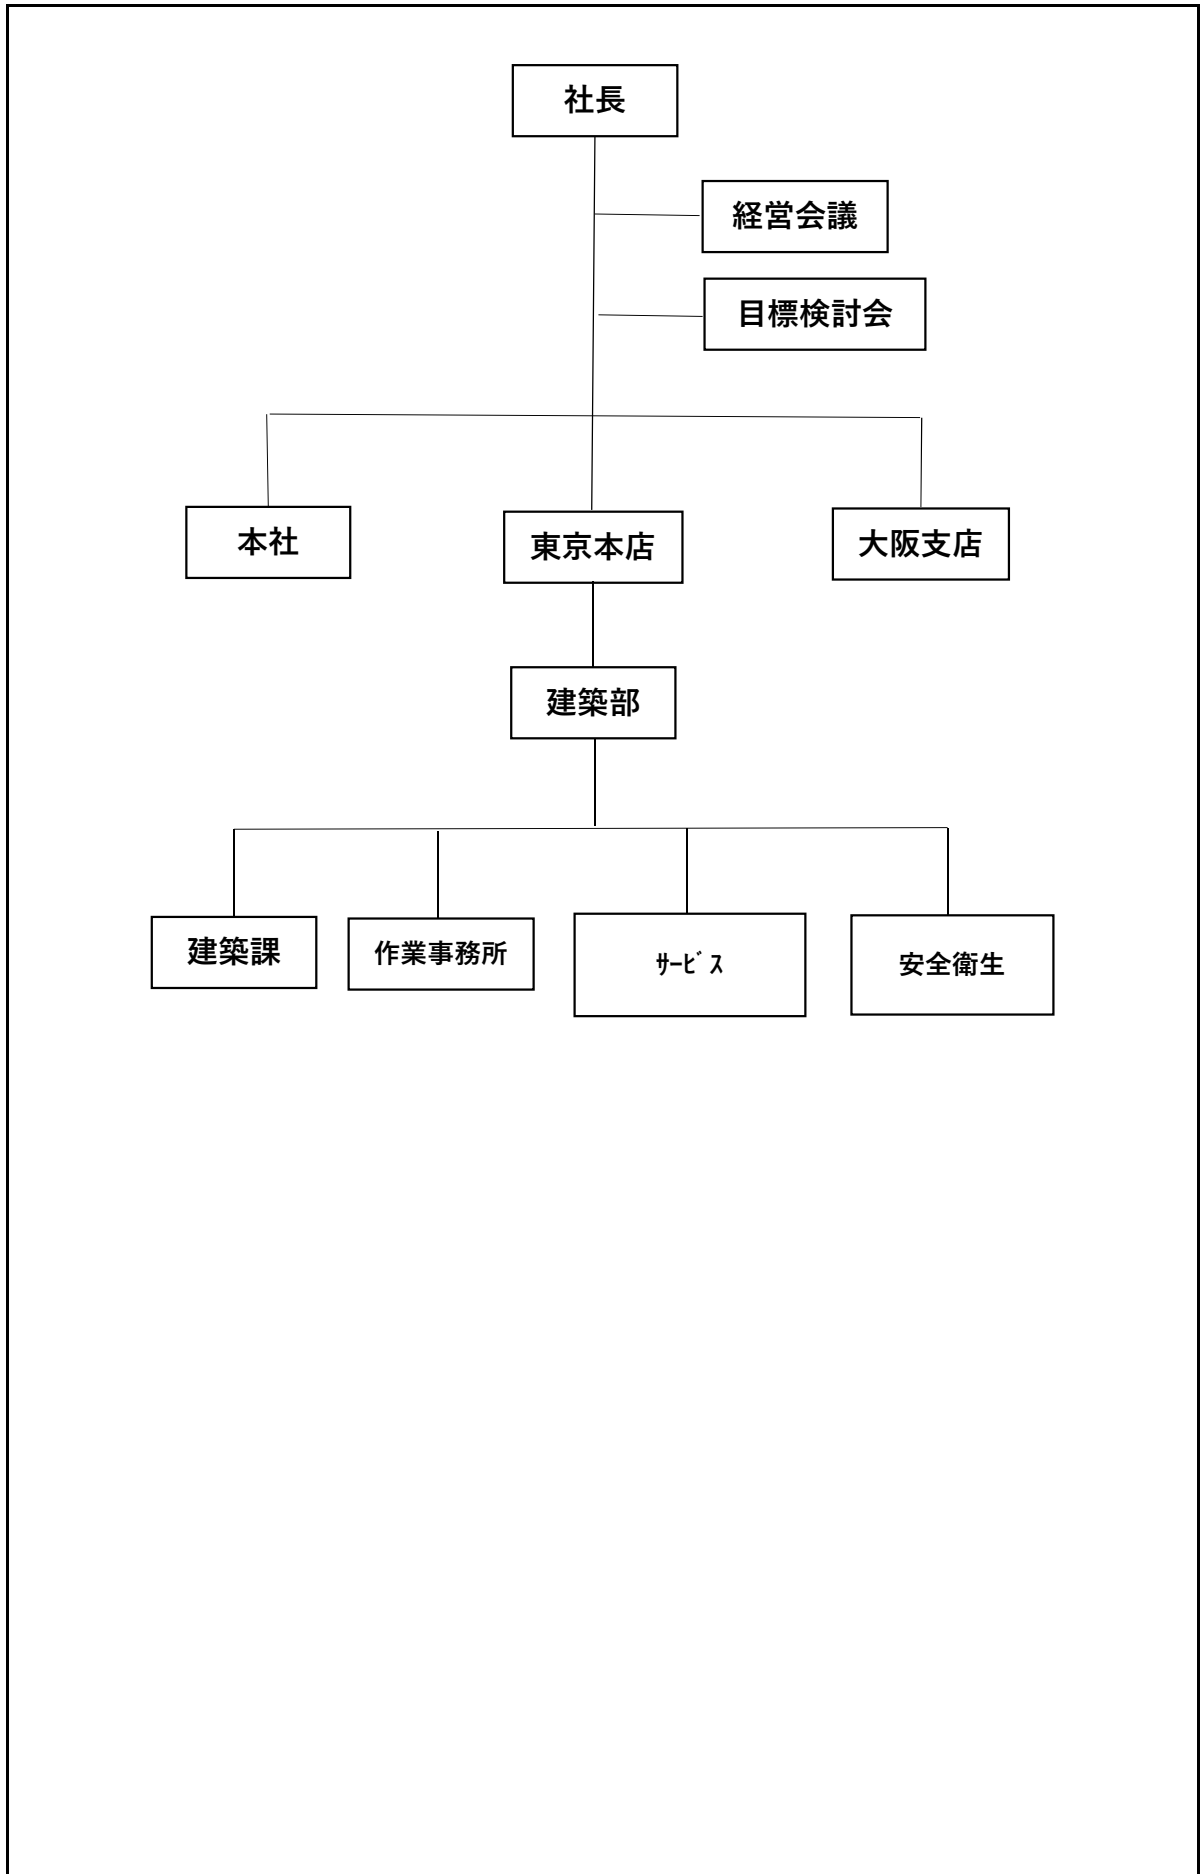 社長
経営会議
目標検討会
本社
東京本店
大阪支店
建築部
建築課
作業事務所
ｻｰﾋﾞｽ
安全衛生